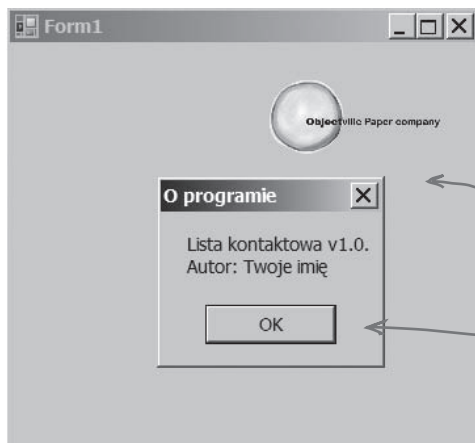 Form1
Objectville Paper company
O programie
Lista kontaktowa v1.0.
Autor: Twoje imię
OK